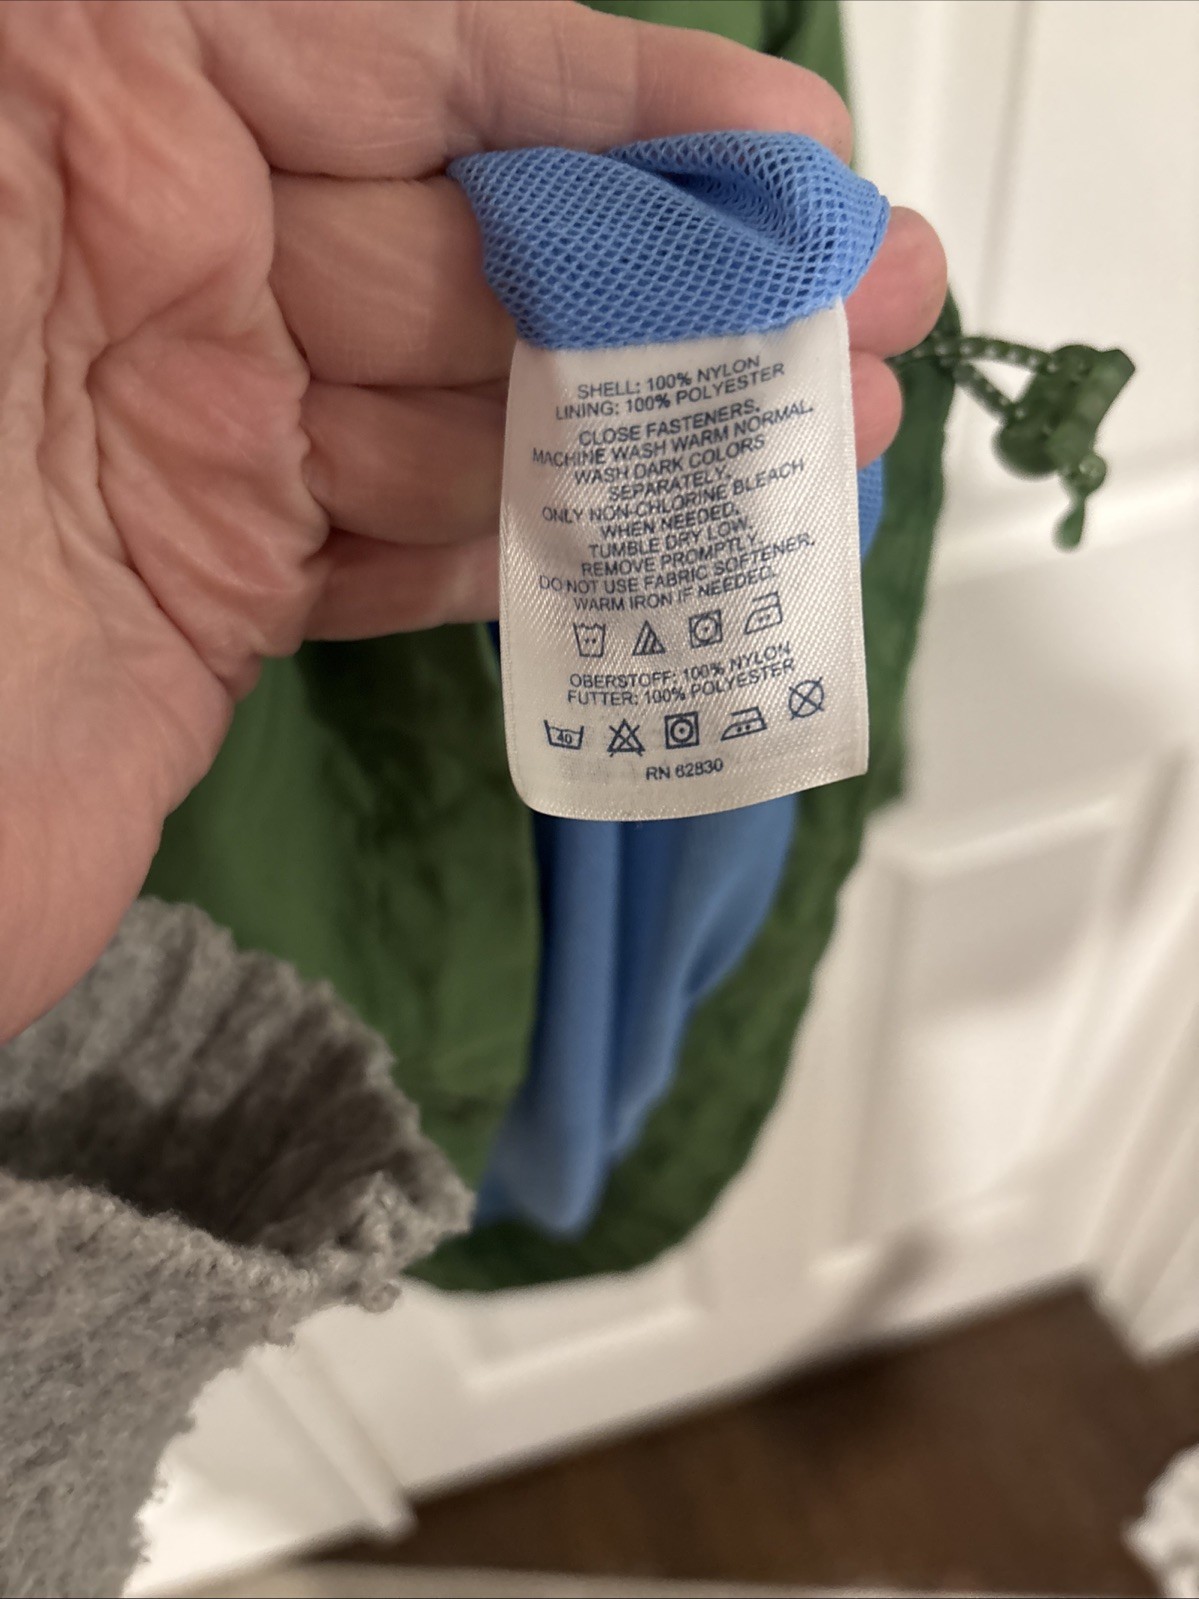 SHELL: 100% NYLON
LINING: 100% POLYESTER
CLOSE FASTENERS.
MACHINE WASH WARM NORMAL.
WASH DARK COLORS
SEPARATELY.
ONLY NON-CHLORINE BLEACH
WHEN NEEDED.
TUMBLE DRY LOW.
REMOVE PROMPTLY.
DO NOT USE FABRIC SOFTENER.
WARM IRON IF NEEDED.
OBERSTOFF: 100% NYLON
FUTTER: 100% POLYESTER
40
RN 62830